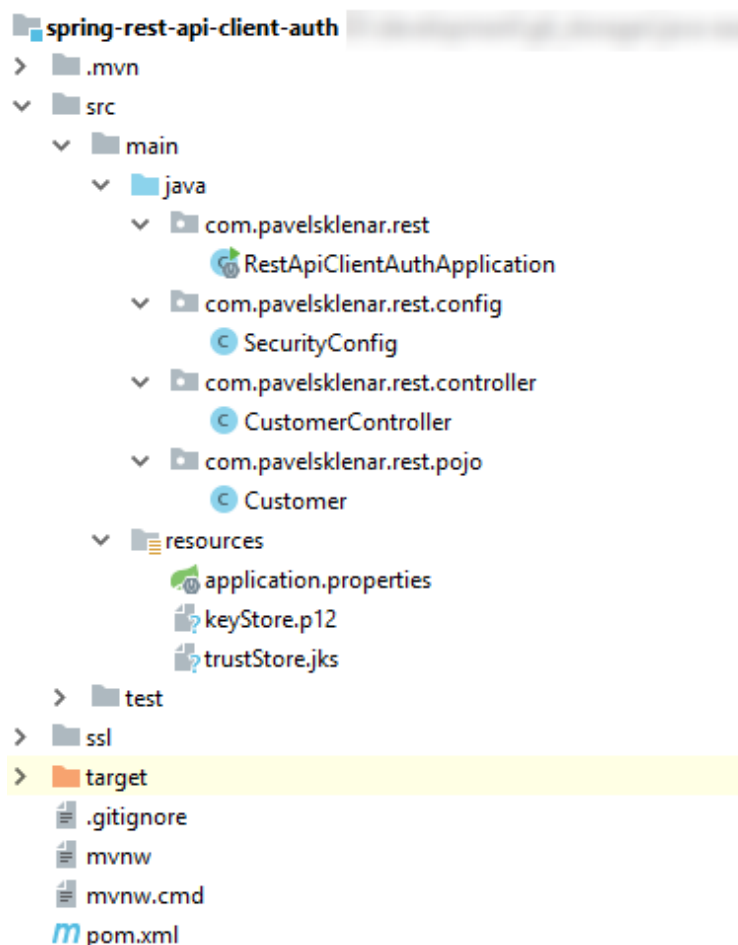 spring-rest-api-client-auth
.mvn
src
main
java
com.pavelsklenar.rest
RestApiClientAuthApplication
com.pavelsklenar.rest.config
SecurityConfig
com.pavelsklenar.rest.controller
CustomerController
com.pavelsklenar.rest.pojo
Customer
resources
application.properties
keyStore.p12
trustStore.jks
test
ssl
target
.gitignore
mvnw
mvnw.cmd
pom.xml